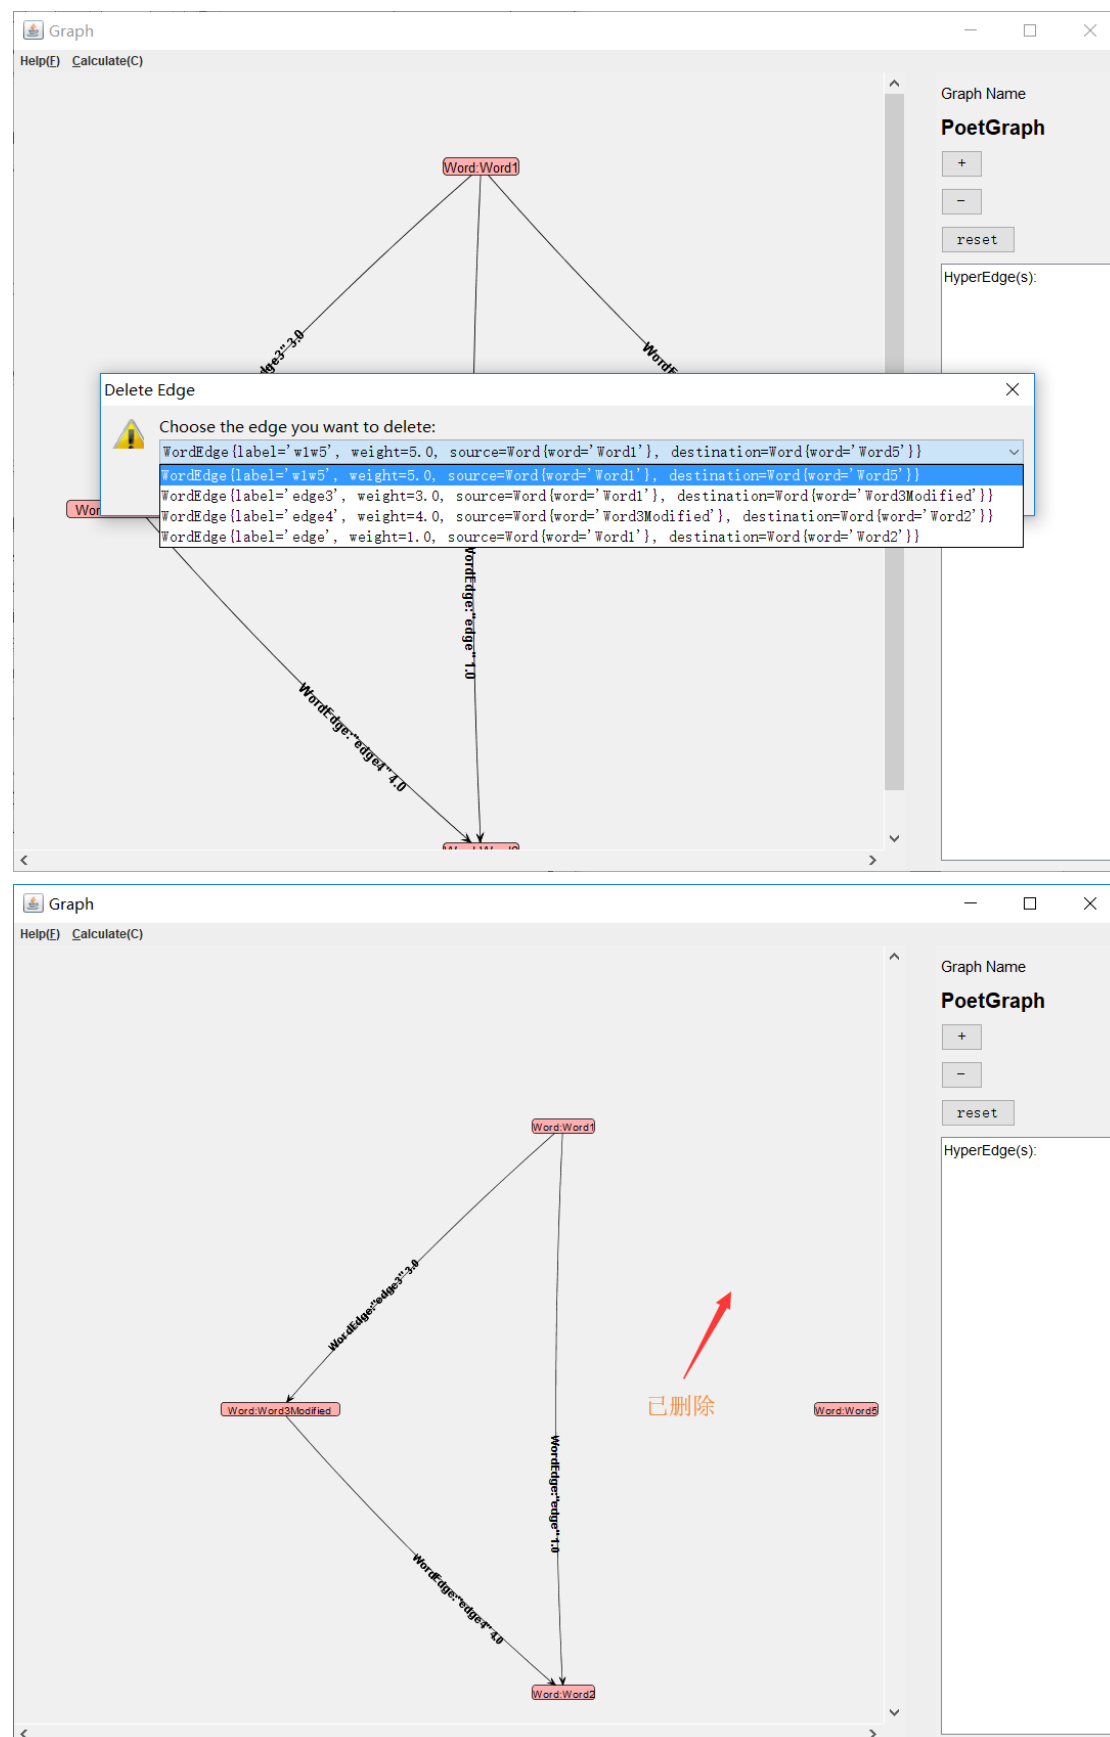 Graph
Help(F) Calculate(C)
Graph Name
PoetGraph
+
−
reset
HyperEdge(s):
Word:Word1
dge3" 3.0
WordE
Delete Edge
Choose the edge you want to delete:
WordEdge{label='w1w5', weight=5.0, source=Word{word='Word1'}, destination=Word{word='Word5'}}
WordEdge{label='w1w5', weight=5.0, source=Word{word='Word1'}, destination=Word{word='Word5'}}
WordEdge{label='edge3', weight=3.0, source=Word{word='Word1'}, destination=Word{word='Word3Modified'}}
WordEdge{label='edge4', weight=4.0, source=Word{word='Word3Modified'}, destination=Word{word='Word2'}}
WordEdge{label='edge', weight=1.0, source=Word{word='Word1'}, destination=Word{word='Word2'}}
Wor
WordEdge:"edge" 1.0
WordEdge:"edge4" 4.0
Graph
Help(F) Calculate(C)
Graph Name
PoetGraph
+
−
reset
HyperEdge(s):
Word:Word1
WordEdge:"edge3" 3.0
已删除
Word:Word3Modified
Word:Word5
WordEdge:"edge" 1.0
WordEdge:"edge4" 4.0
Word:Word2